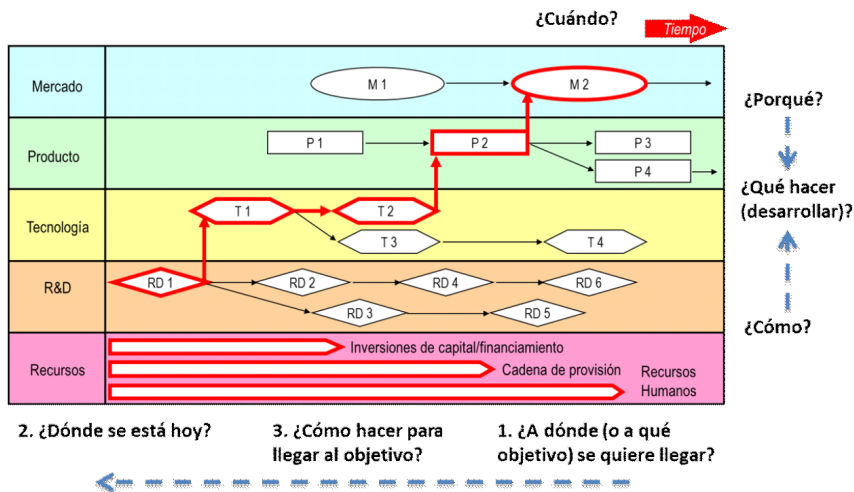 ¿Cuándo?
Tiempo
Mercado
M 1
M 2
¿Porqué?
Producto
P 1
P 2
P 3
P 4
¿Qué hacer
(desarrollar)?
Tecnología
T 1
T 2
T 3
T 4
R&D
RD 1
RD 2
RD 4
RD 6
RD 3
RD 5
¿Cómo?
Recursos
Inversiones de capital/financiamiento
Cadena de provisión
Recursos
Humanos
2. ¿Dónde se está hoy?
3. ¿Cómo hacer para
llegar al objetivo?
1. ¿A dónde (o a qué
objetivo) se quiere llegar?